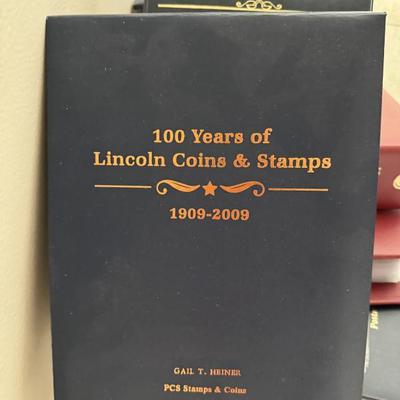 100 Years of
Lincoln Coins & Stamps
1909-2009
GAIL T. HEINER
PCS Stamps & Coins